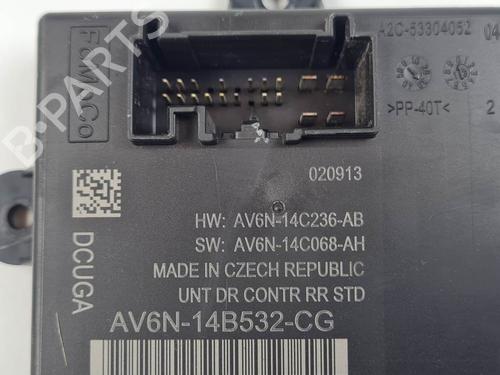 A2C-53304052
04
FoMoCo
>PP-40T<
2
020913
HW: AV6N-14C236-AB
SW: AV6N-14C068-AH
MADE IN CZECH REPUBLIC
UNT DR CONTR RR STD
DCUGA
AV6N-14B532-CG
B-PARTS